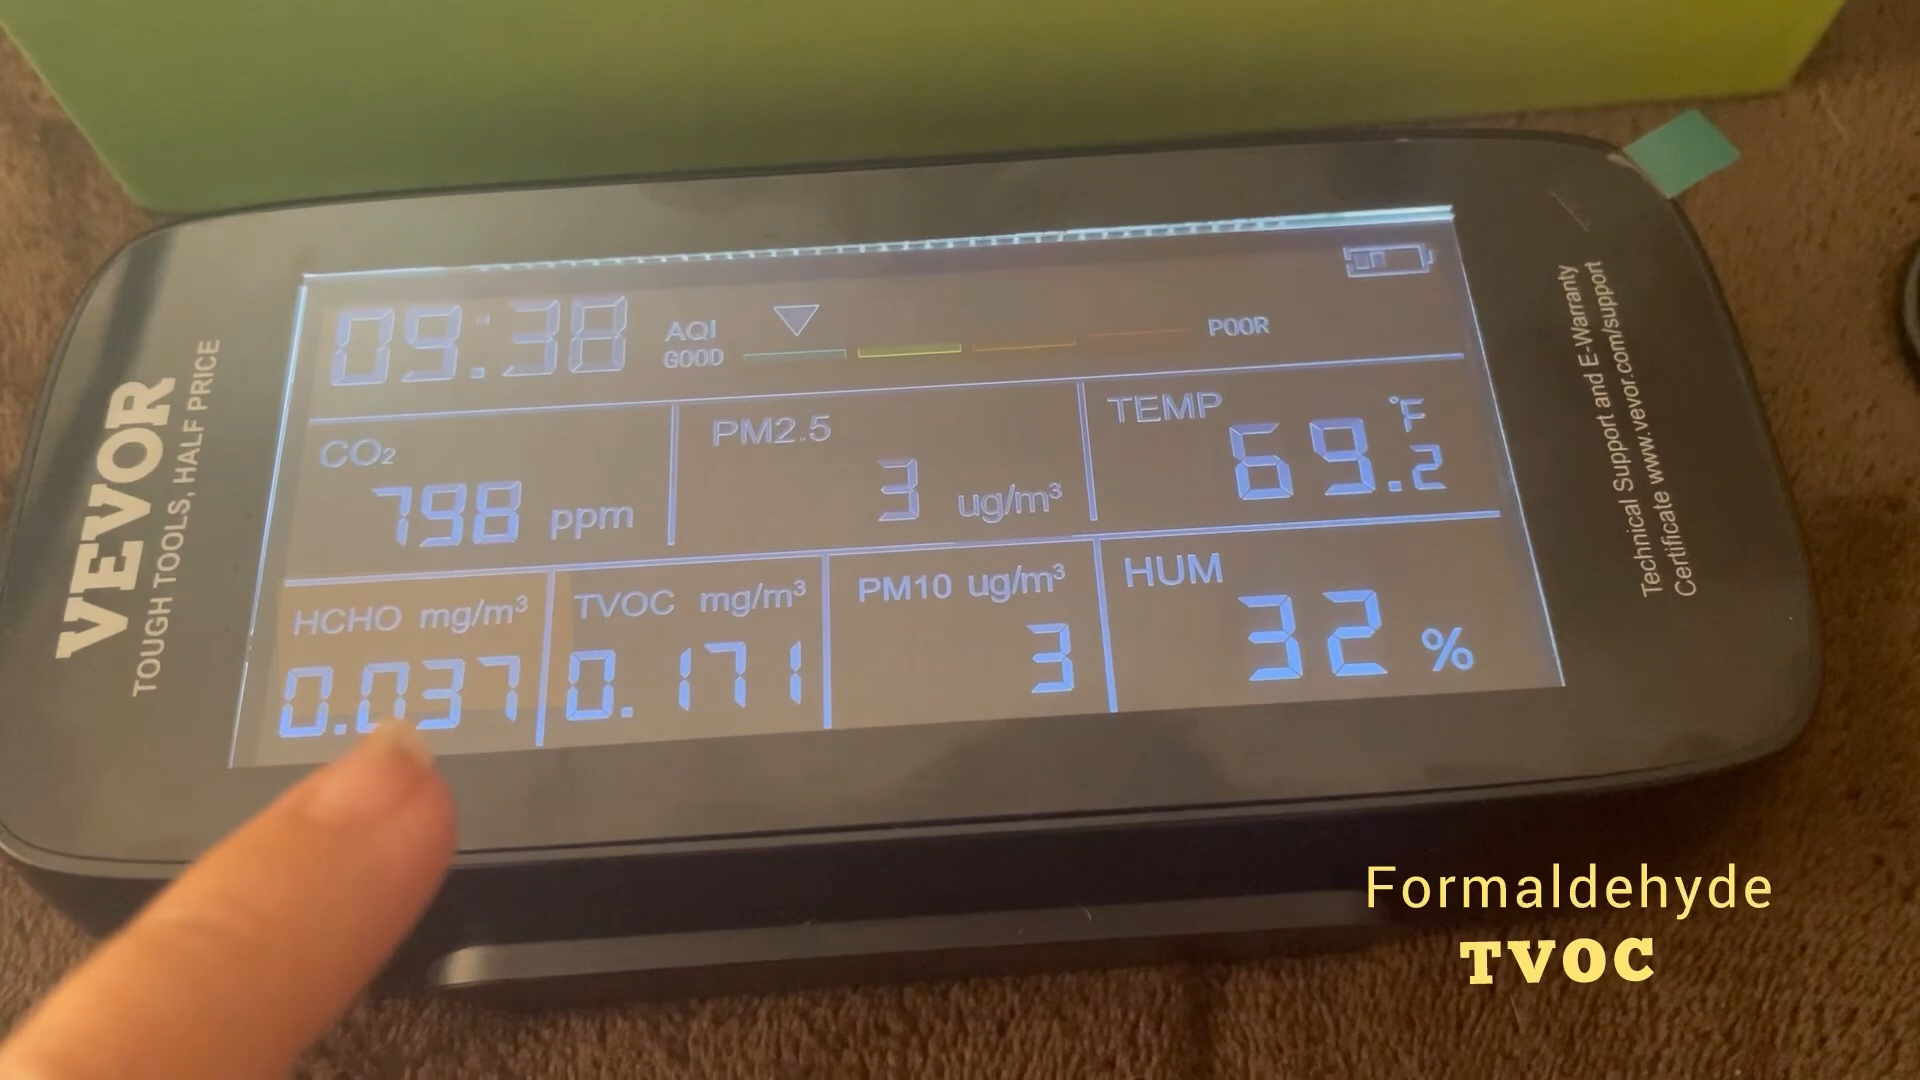 VEVOR
TOUGH TOOLS, HALF PRICE
09:38
AQI
GOOD
POOR
CO₂
798 ppm
PM2.5
3 ug/m³
TEMP
69.2 °F
HCHO mg/m³
0.037
TVOC mg/m³
0.171
PM10 ug/m³
3
HUM
32 %
Technical Support and E-Warranty
Certificate www.vevor.com/support
Formaldehyde
TVOC